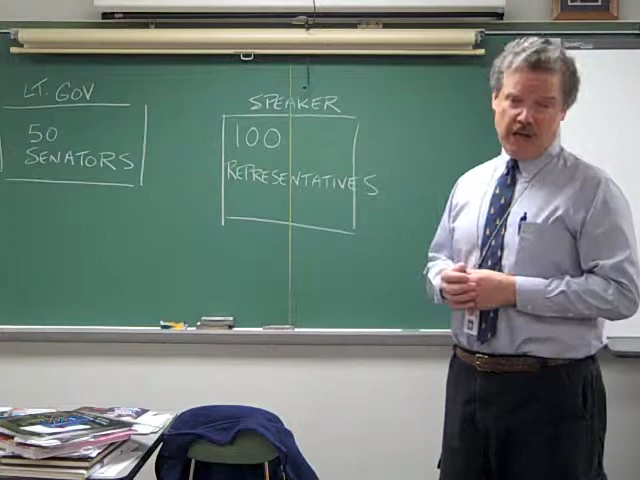 LT. GOV
50
SENATORS
SPEAKER
100
REPRESENTATIVES